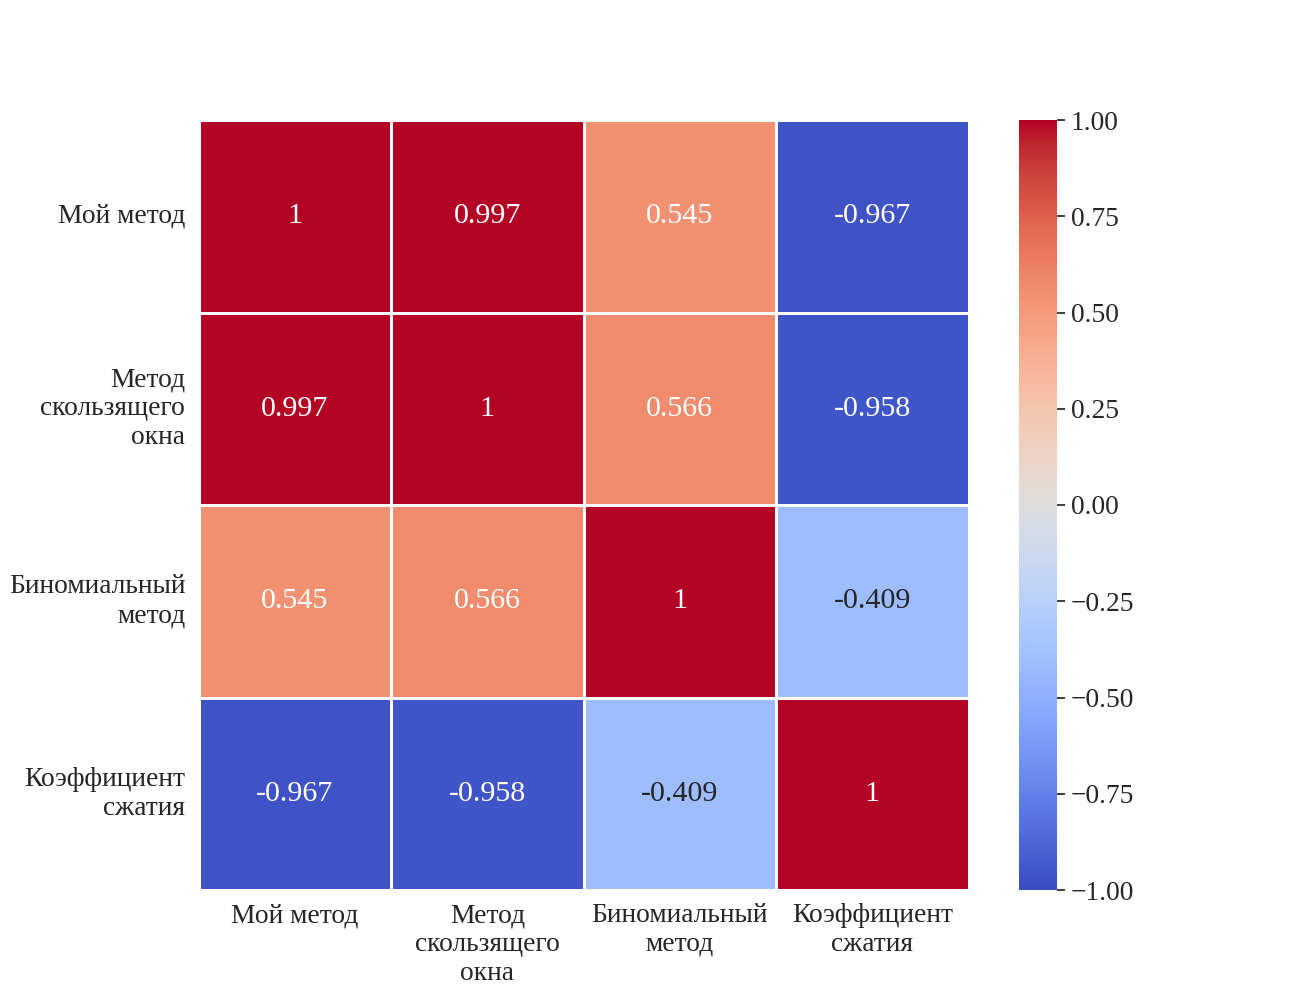 1.00
Мой метод
1
0.997
0.545
-0.967
0.75
0.50
Метод
скользящего
окна
0.997
1
0.566
-0.958
0.25
0.00
Биномиальный
метод
0.545
0.566
1
-0.409
−0.25
−0.50
Коэффициент
сжатия
-0.967
-0.958
-0.409
1
−0.75
−1.00
Мой метод
Метод
скользящего
окна
Биномиальный
метод
Коэффициент
сжатия